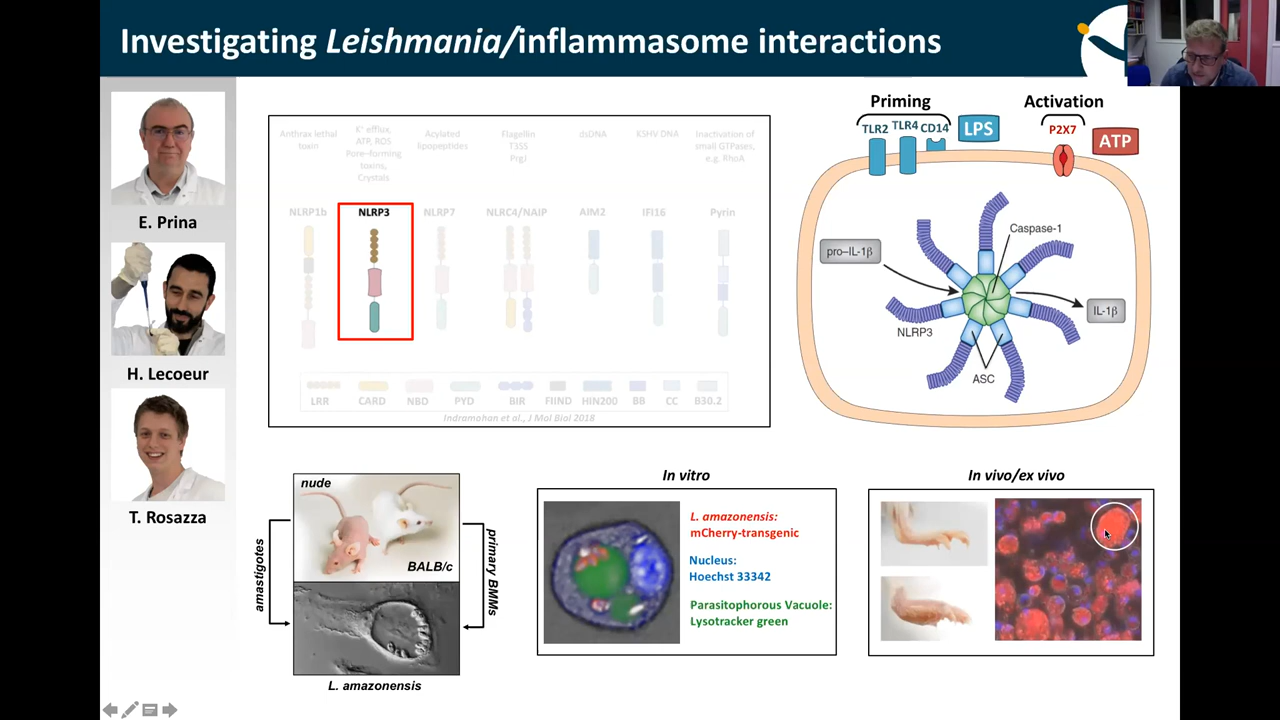 Investigating Leishmania/inflammasome interactions
E. Prina
H. Lecoeur
T. Rosazza
Anthrax lethal
toxin
K⁺ efflux,
ATP, ROS
Pore–forming
toxins,
Crystals
Acylated
lipopeptides
Flagellin
T3SS
PrgJ
dsDNA
KSHV DNA
Inactivation of
small GTPases,
e.g. RhoA
NLRP1b
NLRP3
NLRP7
NLRC4/NAIP
AIM2
IFI16
Pyrin
LRR
CARD
NBD
PYD
BIR
FIIND
HIN200
BB
CC
B30.2
Indramohan et al., J Mol Biol 2018
Priming
Activation
TLR2 TLR4 CD14
LPS
P2X7
ATP
pro–IL-1β
Caspase-1
IL-1β
NLRP3
ASC
nude
BALB/c
amastigotes
primary BMMs
L. amazonensis
In vitro
L. amazonensis:
mCherry-transgenic
Nucleus:
Hoechst 33342
Parasitophorous Vacuole:
Lysotracker green
In vivo/ex vivo